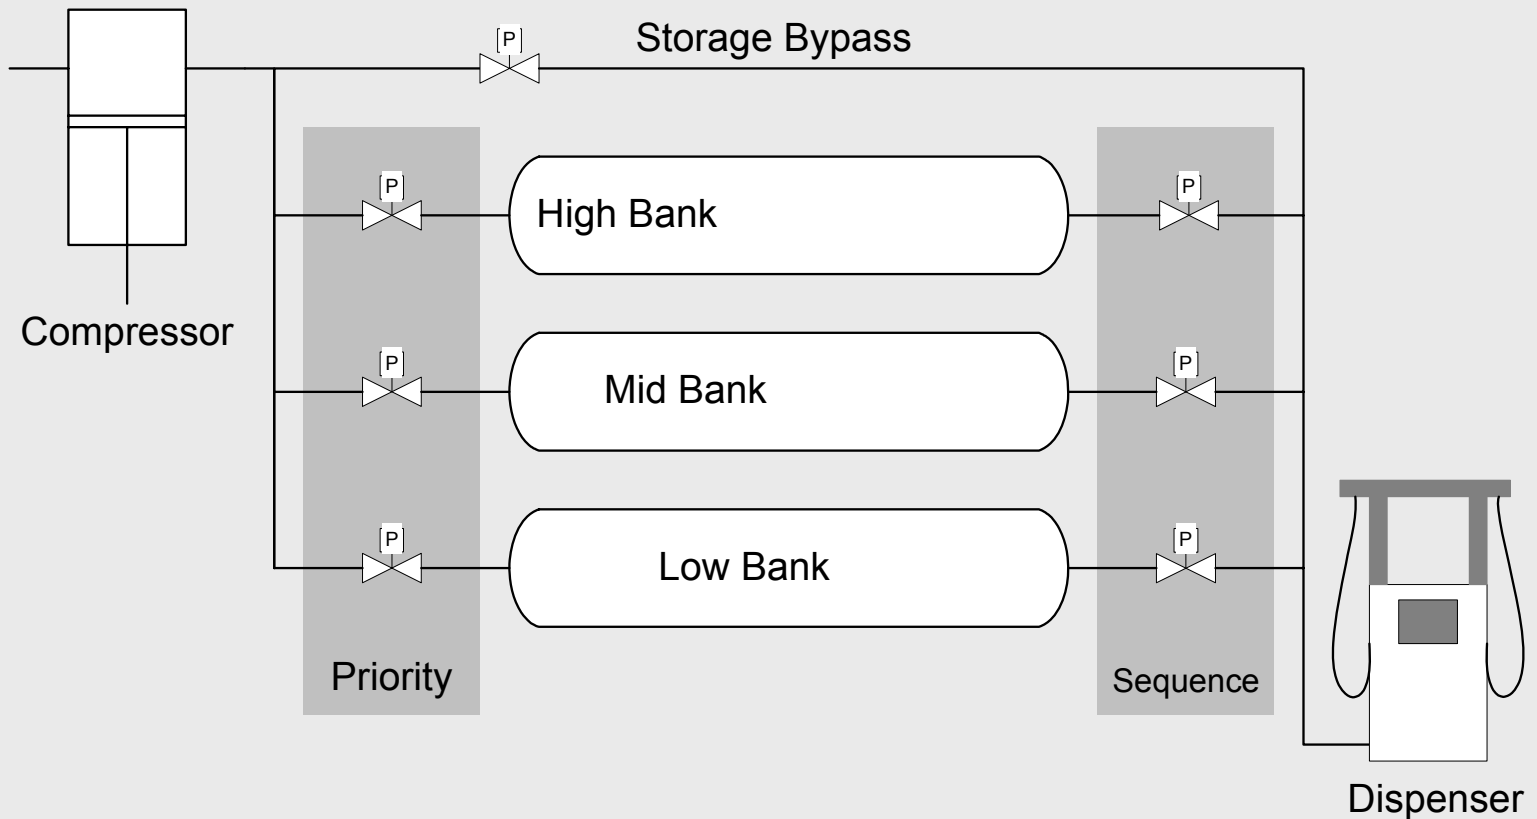 P
Storage Bypass
P
P
High Bank
Compressor
P
P
Mid Bank
P
P
Low Bank
Priority
Sequence
Dispenser